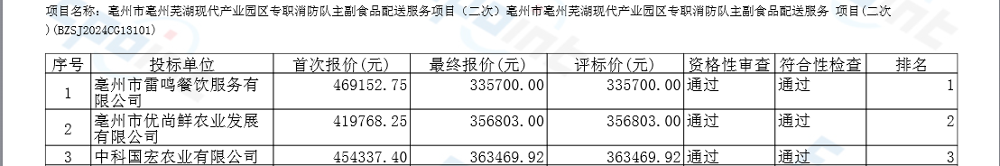 项目名称：亳州市亳州芜湖现代产业园区专职消防队主副食品配送服务项目（二次）亳州市亳州芜湖现代产业园区专职消防队主副食品配送服务 项目(二次
)(BZSJ2024CG13101)
序号 投标单位 首次报价(元) 最终报价(元) 评标价(元) 资格性审查 符合性检查 排名
1 亳州市雷鸣餐饮服务有限公司 469152.75 335700.00 335700.00 通过 通过 1
2 亳州市优尚鲜农业发展有限公司 419768.25 356803.00 356803.00 通过 通过 2
3 中科国宏农业有限公司 454337.40 363469.92 363469.92 通过 通过 3